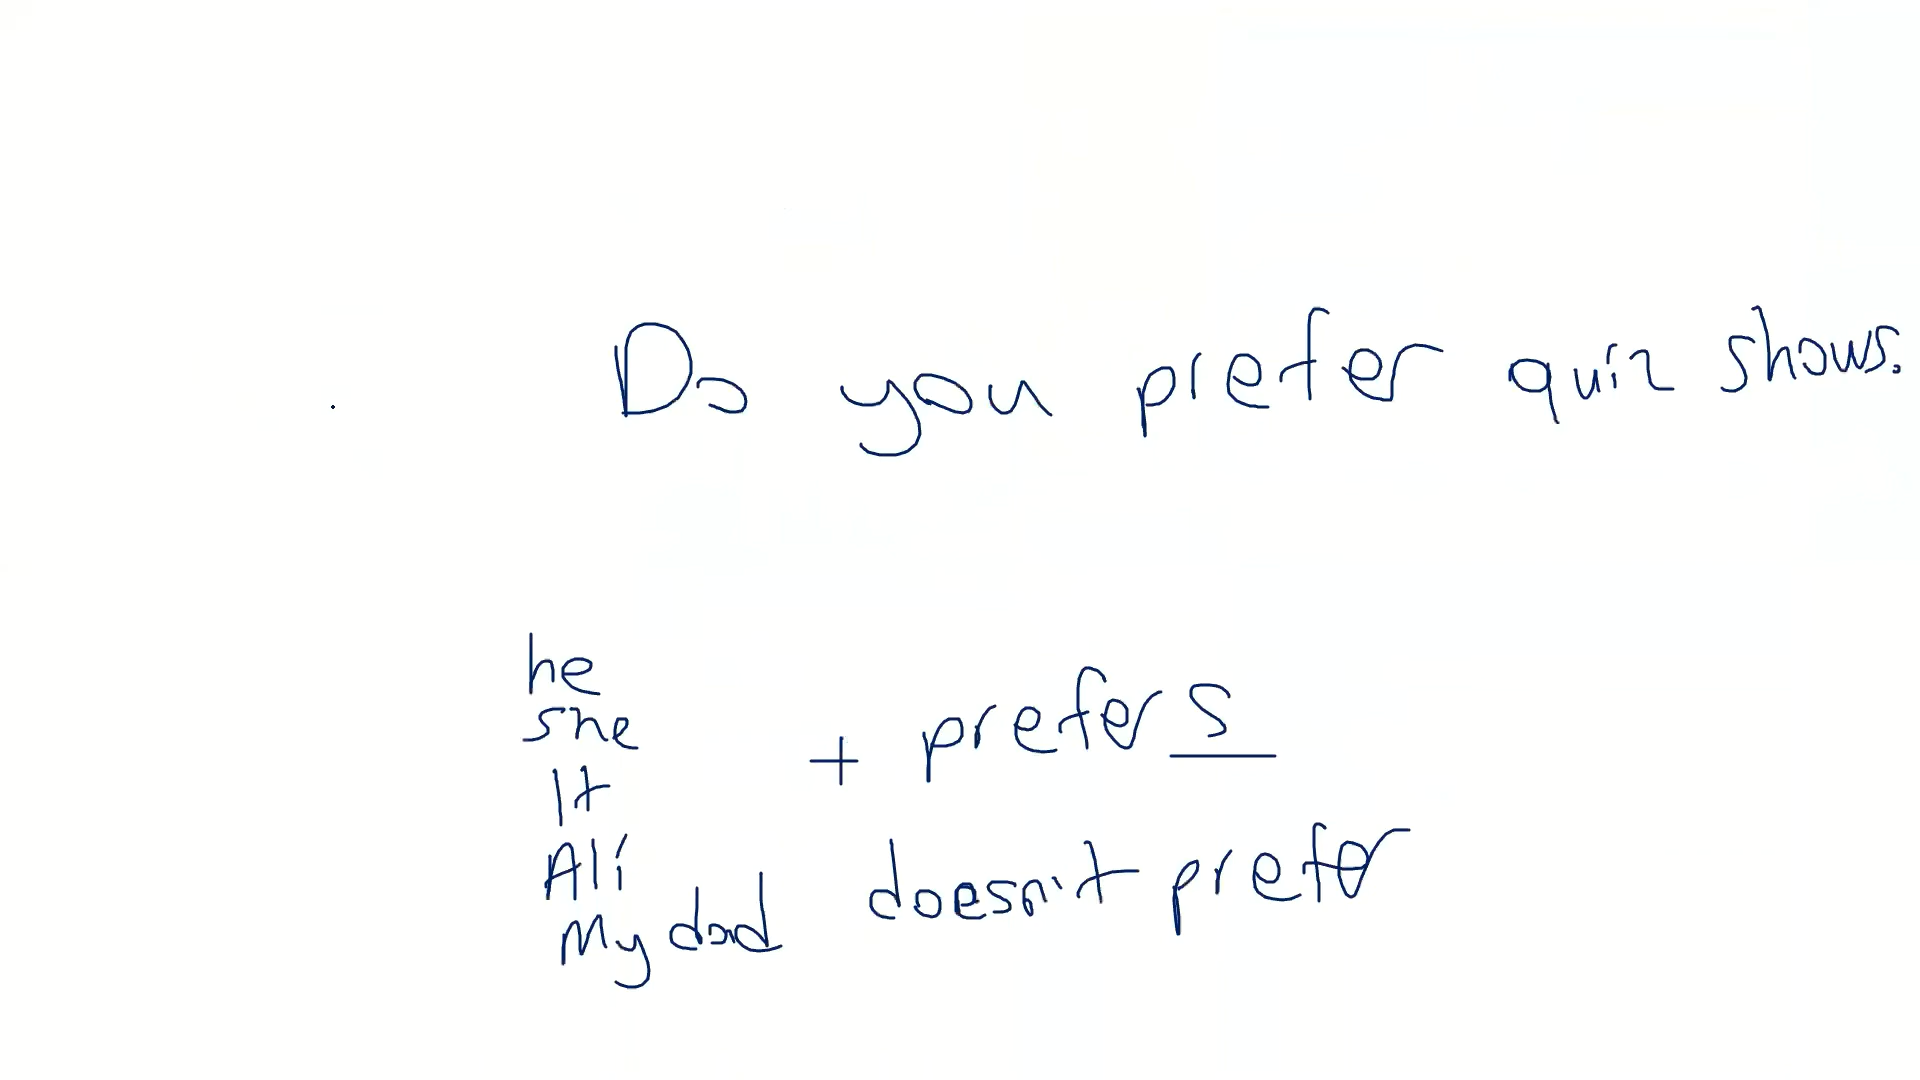 Do you prefer quiz shows.
he
she
It
+ prefers
Ali
doesn't prefer
My dad